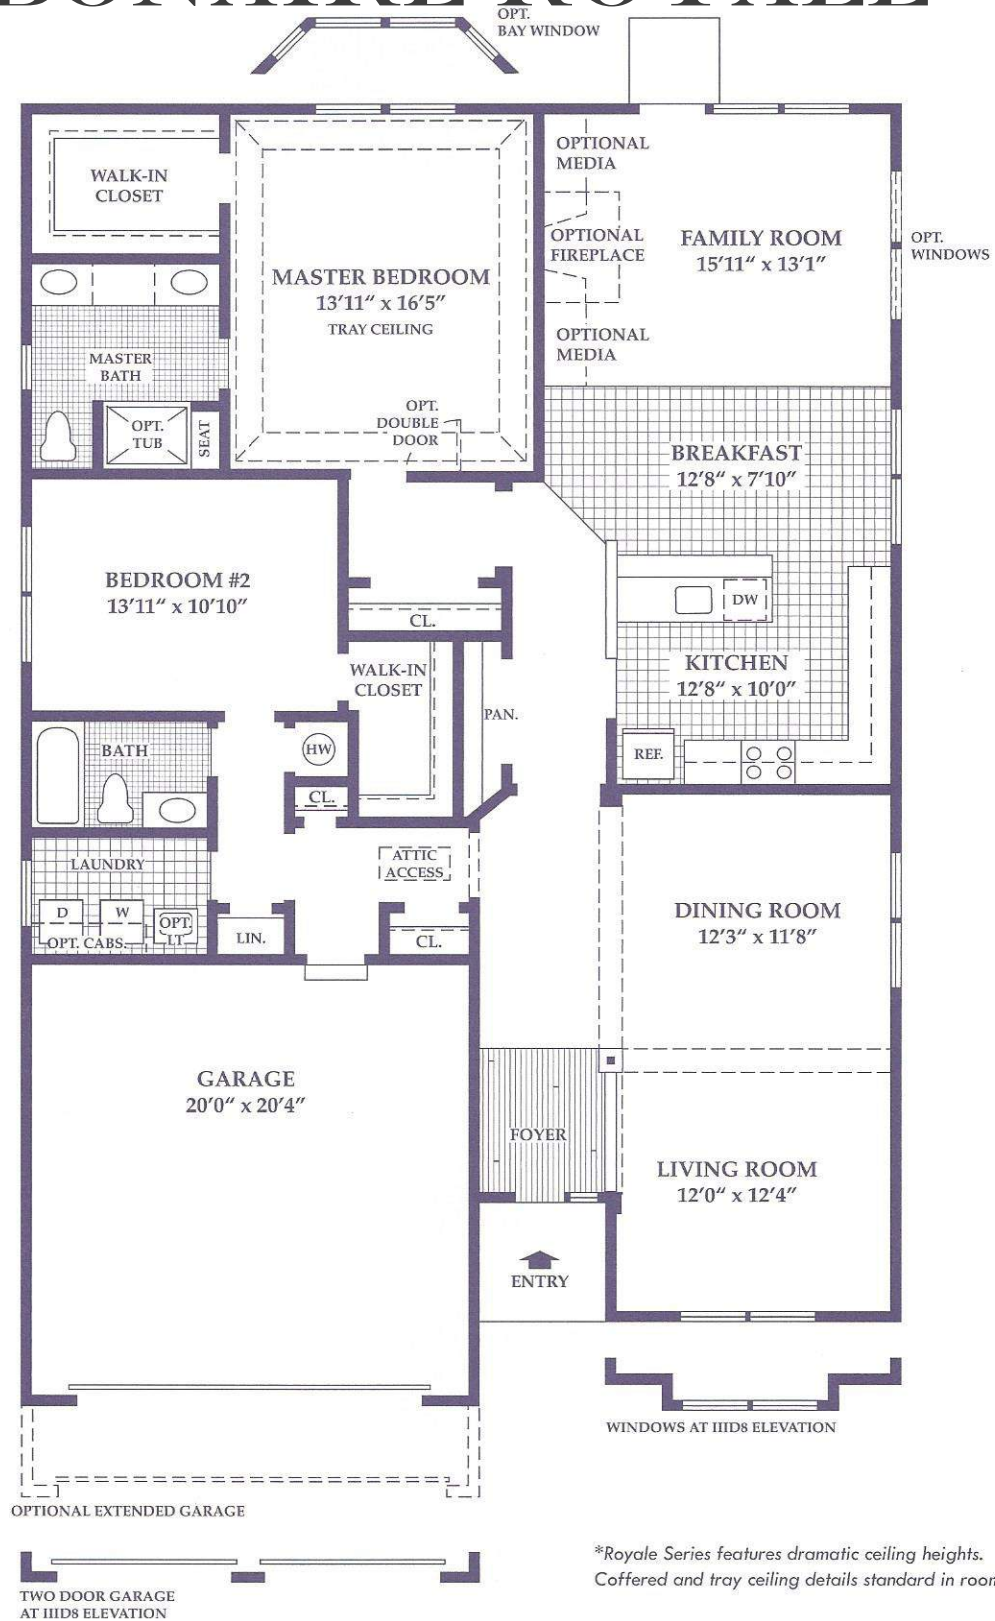 BONAIRE ROYALE
OPT.
BAY WINDOW
WALK-IN
CLOSET
MASTER BEDROOM
13'11" x 16'5"
TRAY CEILING
OPTIONAL
MEDIA
OPTIONAL
FIREPLACE
OPTIONAL
MEDIA
FAMILY ROOM
15'11" x 13'1"
OPT.
WINDOWS
MASTER
BATH
OPT.
TUB
SEAT
OPT.
DOUBLE
DOOR
BREAKFAST
12'8" x 7'10"
BEDROOM #2
13'11" x 10'10"
CL.
DW
WALK-IN
CLOSET
KITCHEN
12'8" x 10'0"
PAN.
REF.
BATH
HW
CL.
LAUNDRY
ATTIC
ACCESS
D
W
OPT.
LT.
OPT. CABS.
LIN.
CL.
DINING ROOM
12'3" x 11'8"
GARAGE
20'0" x 20'4"
FOYER
LIVING ROOM
12'0" x 12'4"
ENTRY
WINDOWS AT IIID8 ELEVATION
OPTIONAL EXTENDED GARAGE
TWO DOOR GARAGE
AT IIID8 ELEVATION
*Royale Series features dramatic ceiling heights.
Coffered and tray ceiling details standard in room